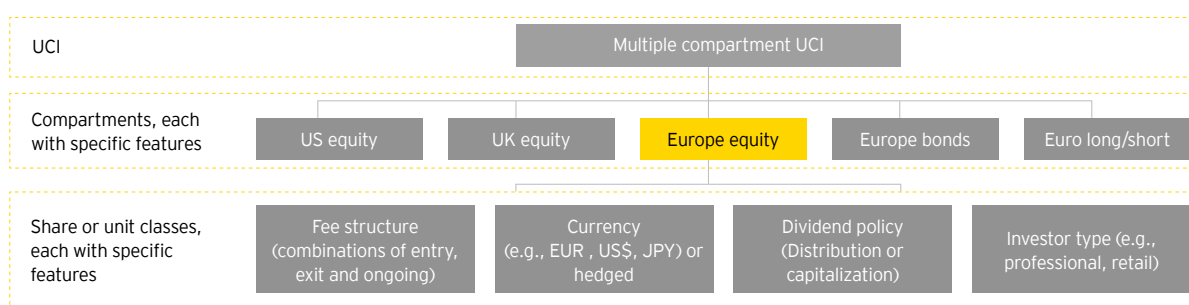 UCI
Multiple compartment UCI
Compartments, each
with specific features
US equity
UK equity
Europe equity
Europe bonds
Euro long/short
Share or unit classes,
each with specific
features
Fee structure
(combinations of entry,
exit and ongoing)
Currency
(e.g., EUR , US$, JPY) or
hedged
Dividend policy
(Distribution or
capitalization)
Investor type (e.g.,
professional, retail)